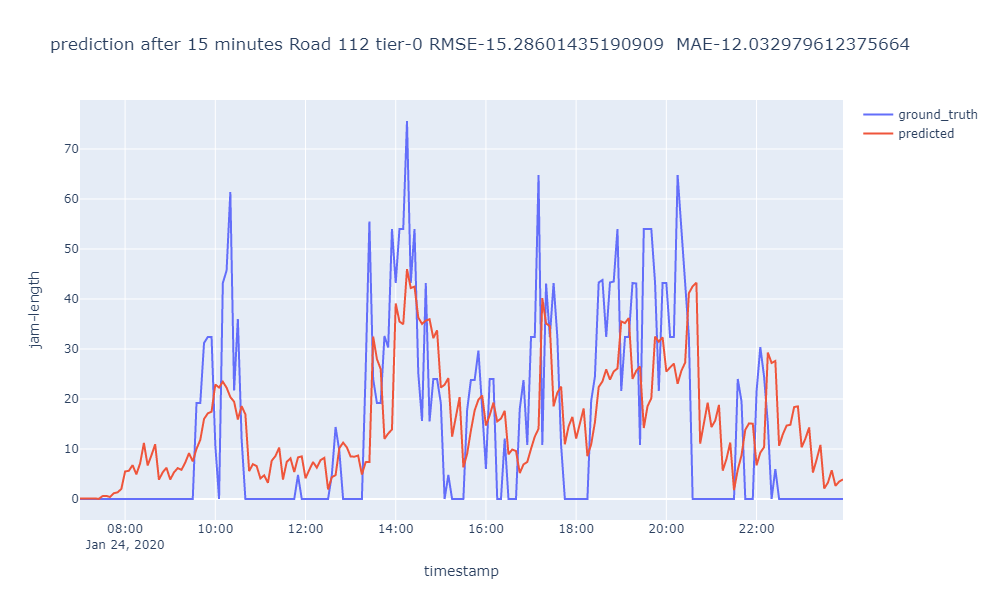 prediction after 15 minutes Road 112 tier-0 RMSE-15.28601435190909  MAE-12.032979612375664
ground_truth
predicted
jam-length
70
60
50
40
30
20
10
0
08:00 10:00 12:00 14:00 16:00 18:00 20:00 22:00
Jan 24, 2020
timestamp